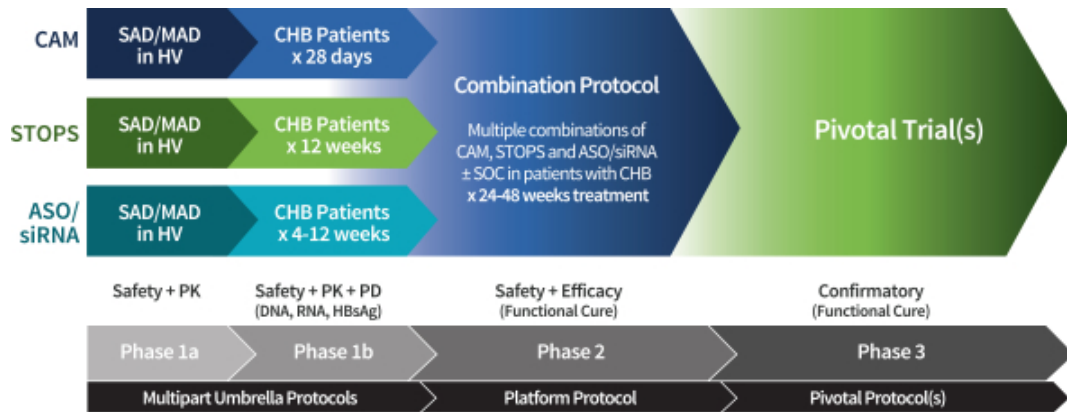 CAM
SAD/MAD
in HV
CHB Patients
x 28 days
STOPS
SAD/MAD
in HV
CHB Patients
x 12 weeks
ASO/
siRNA
SAD/MAD
in HV
CHB Patients
x 4-12 weeks
Combination Protocol
Multiple combinations of
CAM, STOPS and ASO/siRNA
± SOC in patients with CHB
x 24-48 weeks treatment
Pivotal Trial(s)
Safety + PK
Safety + PK + PD
(DNA, RNA, HBsAg)
Safety + Efficacy
(Functional Cure)
Confirmatory
(Functional Cure)
Phase 1a
Phase 1b
Phase 2
Phase 3
Multipart Umbrella Protocols
Platform Protocol
Pivotal Protocol(s)